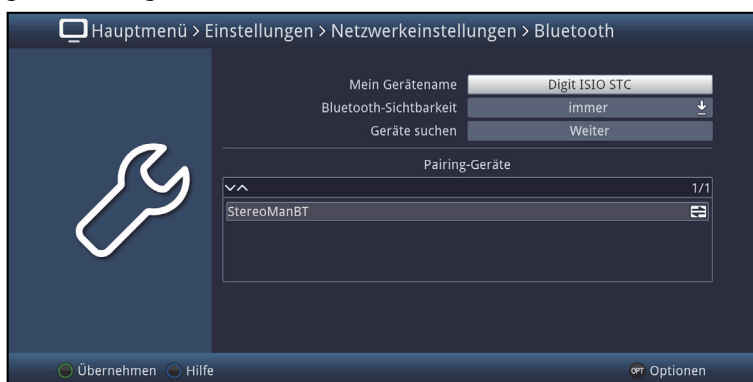 Hauptmenü > Einstellungen > Netzwerkeinstellungen > Bluetooth
Mein Gerätename Digit ISIO STC
Bluetooth-Sichtbarkeit immer
Geräte suchen Weiter
Pairing-Geräte
1/1
StereoManBT
Übernehmen Hilfe OPT Optionen